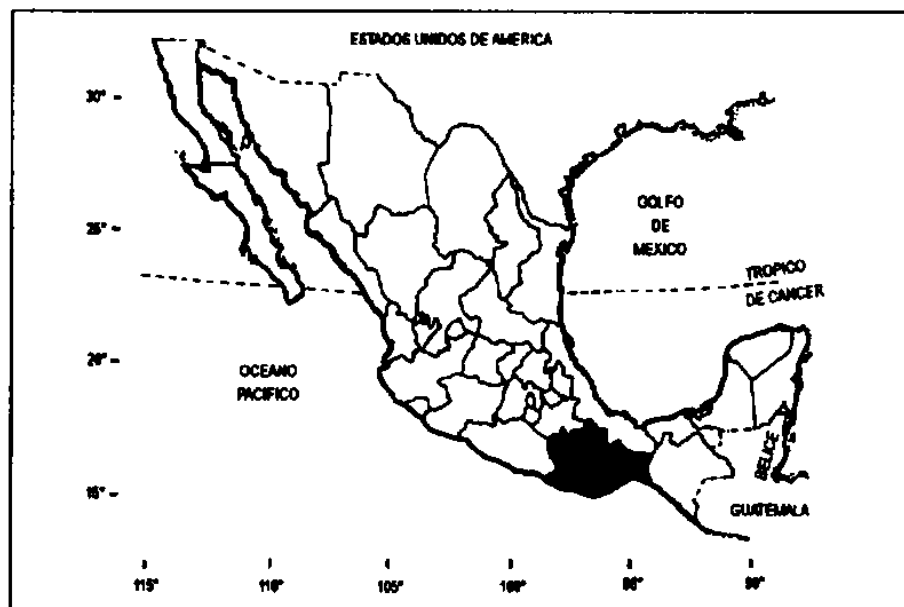 ESTADOS UNIDOS DE AMERICA
30°
GOLFO
DE
MEXICO
25°
TROPICO
DE CANCER
20°
OCEANO
PACIFICO
BELICE
15°
GUATEMALA
115°
110°
105°
100°
95°
90°